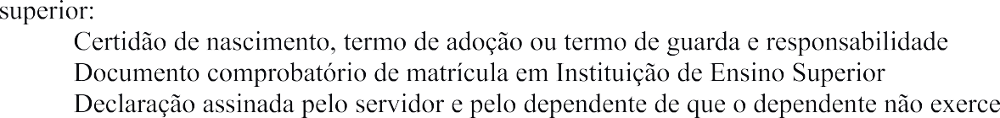 superior:
Certidão de nascimento, termo de adoção ou termo de guarda e responsabilidade
Documento comprobatório de matrícula em Instituição de Ensino Superior
Declaração assinada pelo servidor e pelo dependente de que o dependente não exerce